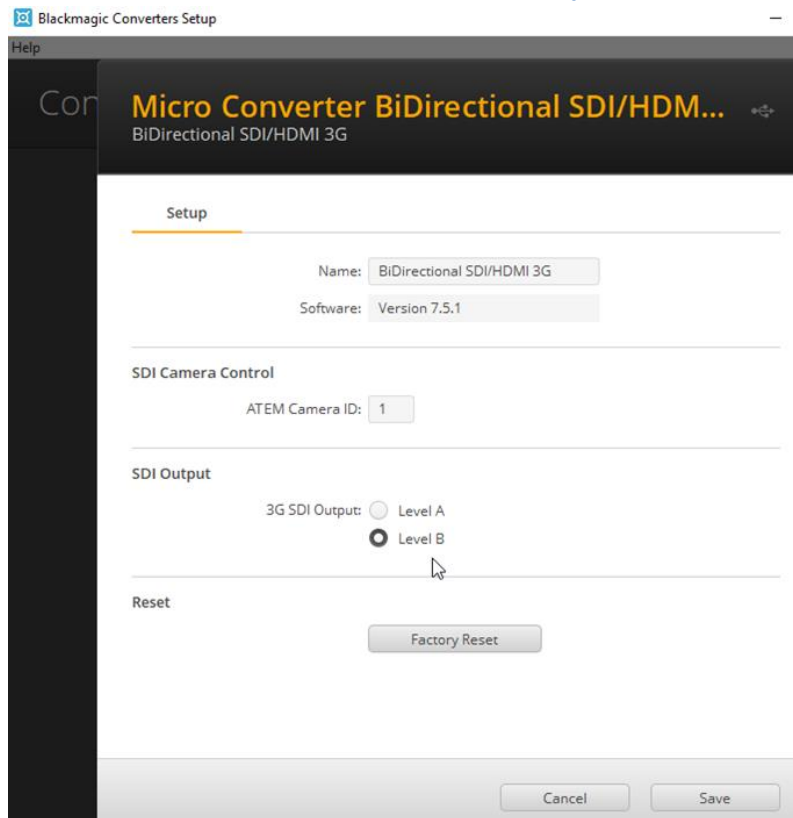 Blackmagic Converters Setup
Help
Con
Micro Converter BiDirectional SDI/HDM...
BiDirectional SDI/HDMI 3G
Setup
Name: BiDirectional SDI/HDMI 3G
Software: Version 7.5.1
SDI Camera Control
ATEM Camera ID: 1
SDI Output
3G SDI Output: Level A
Level B
Reset
Factory Reset
Cancel Save